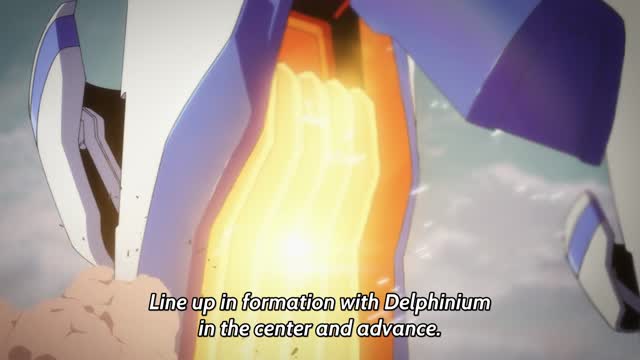 Line up in formation with Delphinium
in the center and advance.